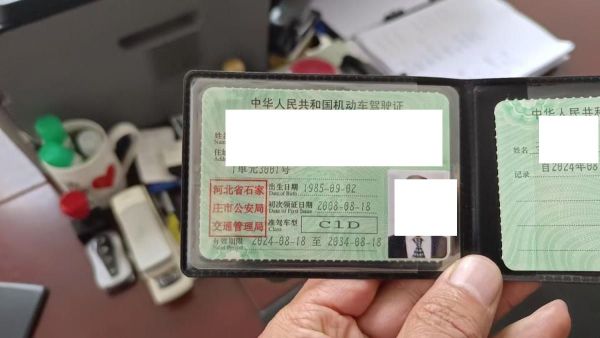 中华人民共和国机动车驾驶证
1单元3001号
河北省石家
庄市公安局
交通管理局
出生日期 1985-09-02
Date of Birth
初次领证日期 2008-08-18
Date of First Issue
准驾车型 C1D
Class
有效期限 2024-08-18 至 2034-08-18
Valid Period
中华人民共和国
姓名
记录 自2024年08